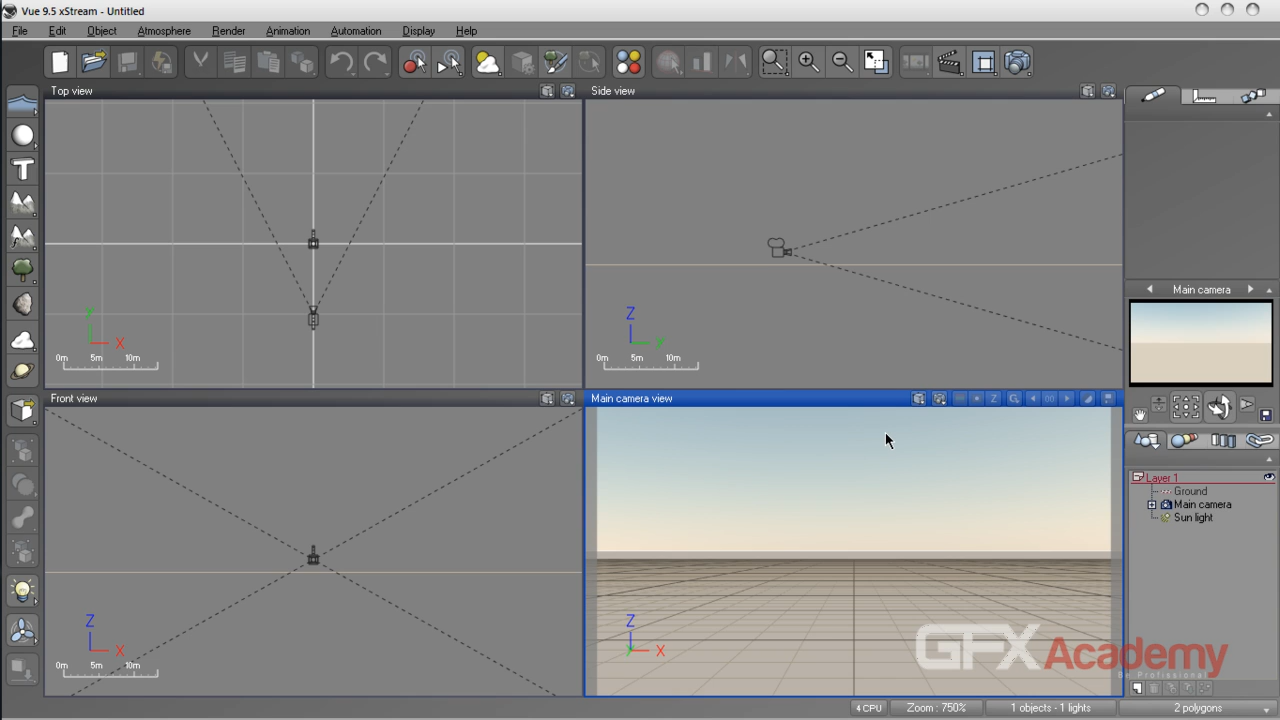 Vue 9.5 xStream - Untitled
File Edit Object Atmosphere Render Animation Automation Display Help
Top view
Side view
Y
X
0m 5m 10m
Z
Y
0m 5m 10m
Main camera
Front view
Main camera view
Z
Z
X
0m 5m 10m
Z
Y X
Layer 1
Ground
Main camera
Sun light
GFX Academy
Be Professional
4 CPU
Zoom : 750%
1 objects - 1 lights
2 polygons